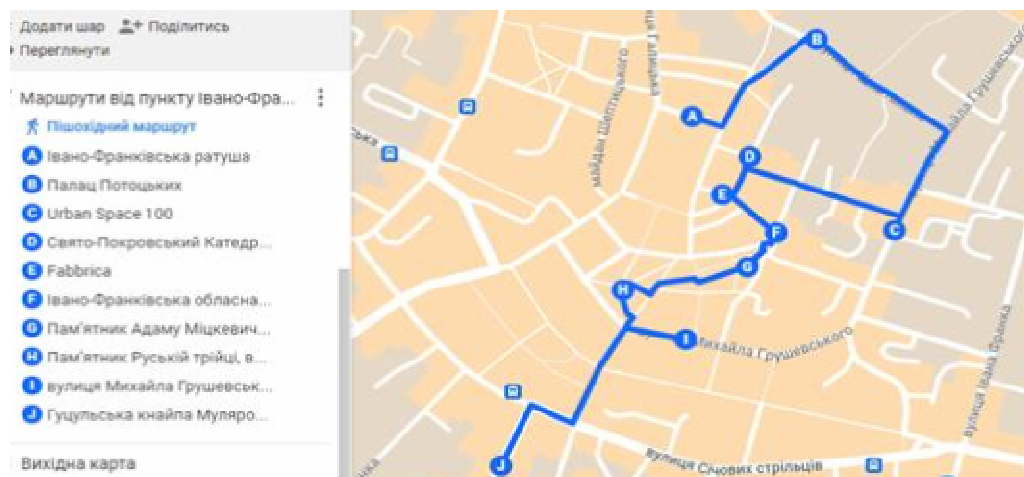 Додати шар Поділитись
Переглянути
Маршрути від пункту Івано-Фра...
Пішохідний маршрут
A Івано-Франківська ратуша
B Палац Потоцьких
C Urban Space 100
D Свято-Покровський Катедр...
E Fabbrica
F Івано-Франківська обласна...
G Пам'ятник Адаму Міцкевич...
H Пам'ятник Руській трійці, в...
I вулиця Михайла Грушевськ...
J Гуцульська кнайпа Муляро...
Вихідна карта
майдан Шептицького
Галицька
B
A
D
E
C
F
G
H
I
Михайла Грушевського
йла Грушевського
вулиця Івана Франка
J
вулиця Січових стрільців